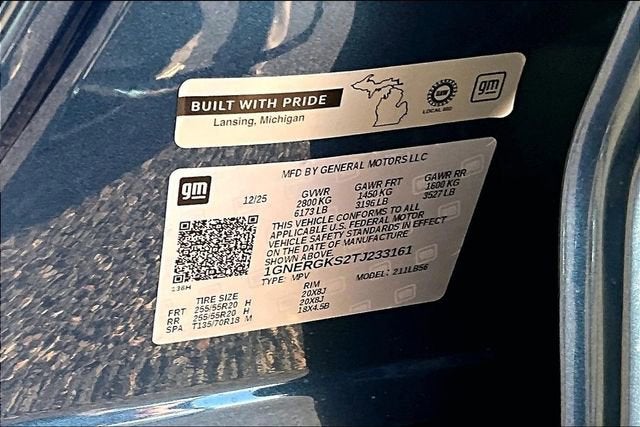 BUILT WITH PRIDE
Lansing, Michigan
UAW
LOCAL 602
gm
MFD BY GENERAL MOTORS LLC
gm
12/25
GVWR GAWR FRT GAWR RR
2800 KG 1450 KG 1600 KG
6173 LB 3196 LB 3527 LB
THIS VEHICLE CONFORMS TO ALL
APPLICABLE U.S. FEDERAL MOTOR
VEHICLE SAFETY STANDARDS IN EFFECT
ON THE DATE OF MANUFACTURE
SHOWN ABOVE.
1GNERGKS2TJ233161
TYPE: MPV MODEL: 211LB56
136H
TIRE SIZE RIM
FRT 255/55R20 H 20X8J
RR 255/55R20 H 20X8J
SPA T135/70R18 M 18X4.5B